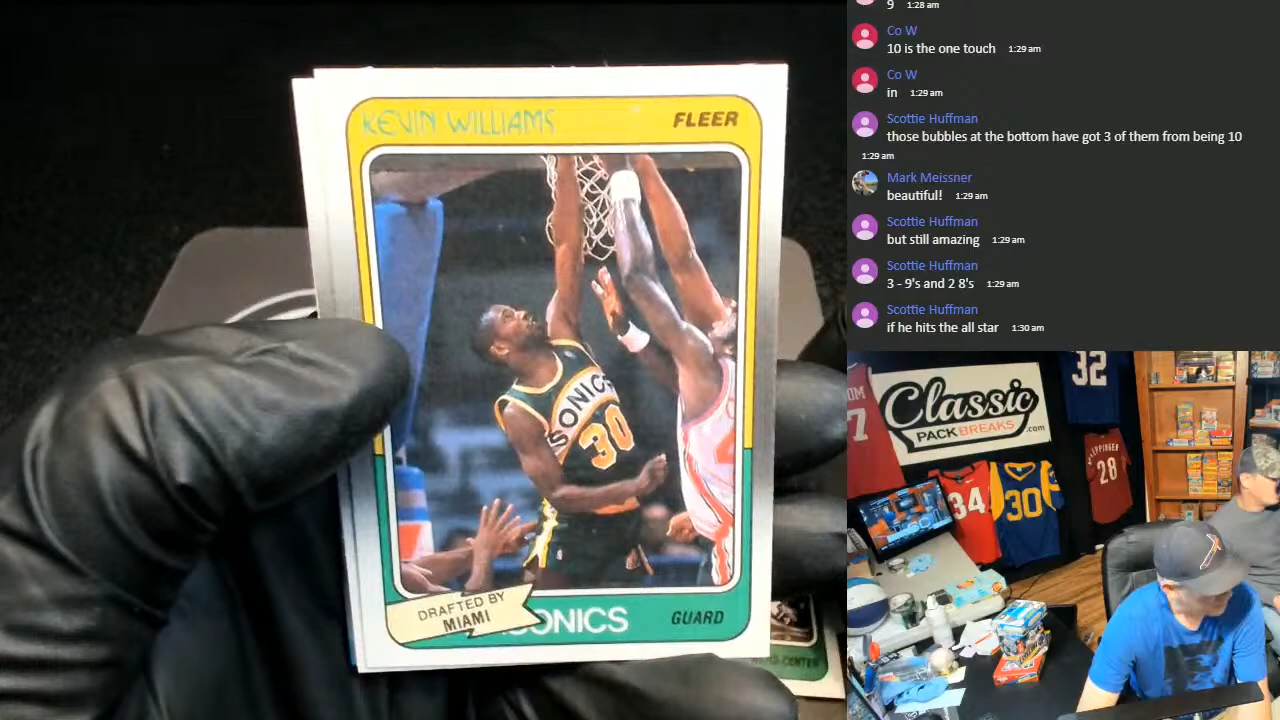 KEVIN WILLIAMS
FLEER
SONICS
30
DRAFTED BY
MIAMI
SONICS
GUARD
9 1:28 am
Co W
10 is the one touch 1:29 am
Co W
in 1:29 am
Scottie Huffman
those bubbles at the bottom have got 3 of them from being 10
1:29 am
Mark Meissner
beautiful! 1:29 am
Scottie Huffman
but still amazing 1:29 am
Scottie Huffman
3 - 9's and 2 8's 1:29 am
Scottie Huffman
if he hits the all star 1:30 am
Classic
PACK BREAKS.com
32
7
34
30
28